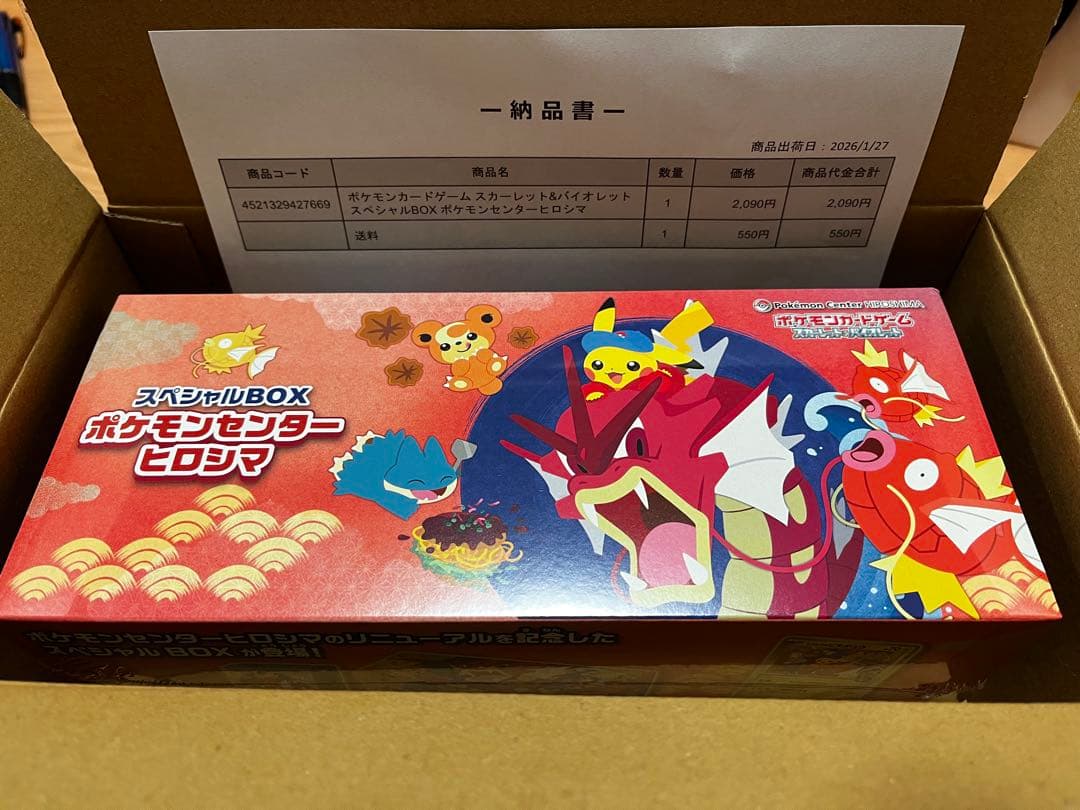 ー納品書ー
商品出荷日：2026/1/27
商品コード 商品名 数量 価格 商品代金合計
4521329427669 ポケモンカードゲーム スカーレット&バイオレット
スペシャルBOX ポケモンセンターヒロシマ 1 2,090円 2,090円
送料 1 550円 550円
Pokémon Center HIROSHIMA
ポケモンカードゲーム
スカーレット&バイオレット
スペシャルBOX
ポケモンセンター
ヒロシマ
ポケモンセンターヒロシマのリニューアルを記念した
スペシャルBOXが登場！